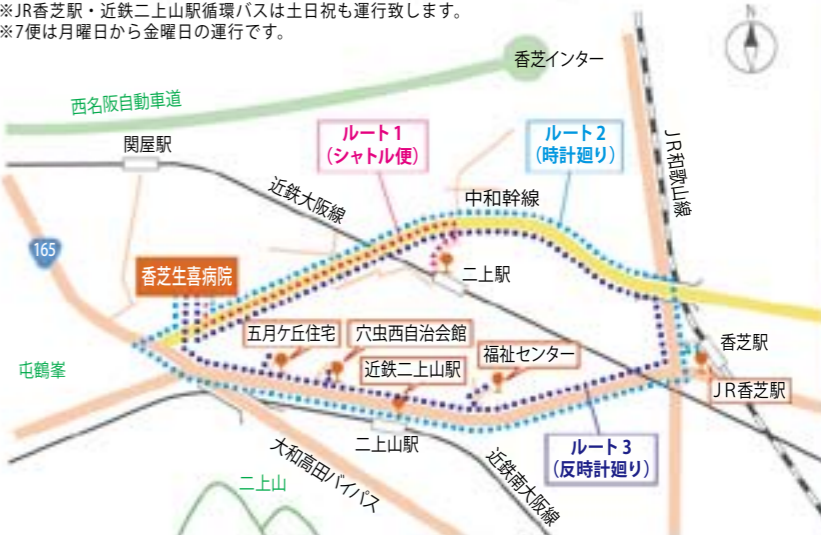 ※JR香芝駅・近鉄二上山駅循環バスは土日祝も運行致します。
※7便は月曜日から金曜日の運行です。
N
香芝インター
西名阪自動車道
関屋駅
ルート1
(シャトル便)
ルート2
(時計廻り)
JR和歌山線
近鉄大阪線
中和幹線
165
香芝生喜病院
二上駅
五月ケ丘住宅
穴虫西自治会館
近鉄二上山駅
福祉センター
香芝駅
JR香芝駅
屯鶴峯
二上山駅
ルート3
(反時計廻り)
大和高田バイパス
近鉄南大阪線
二上山